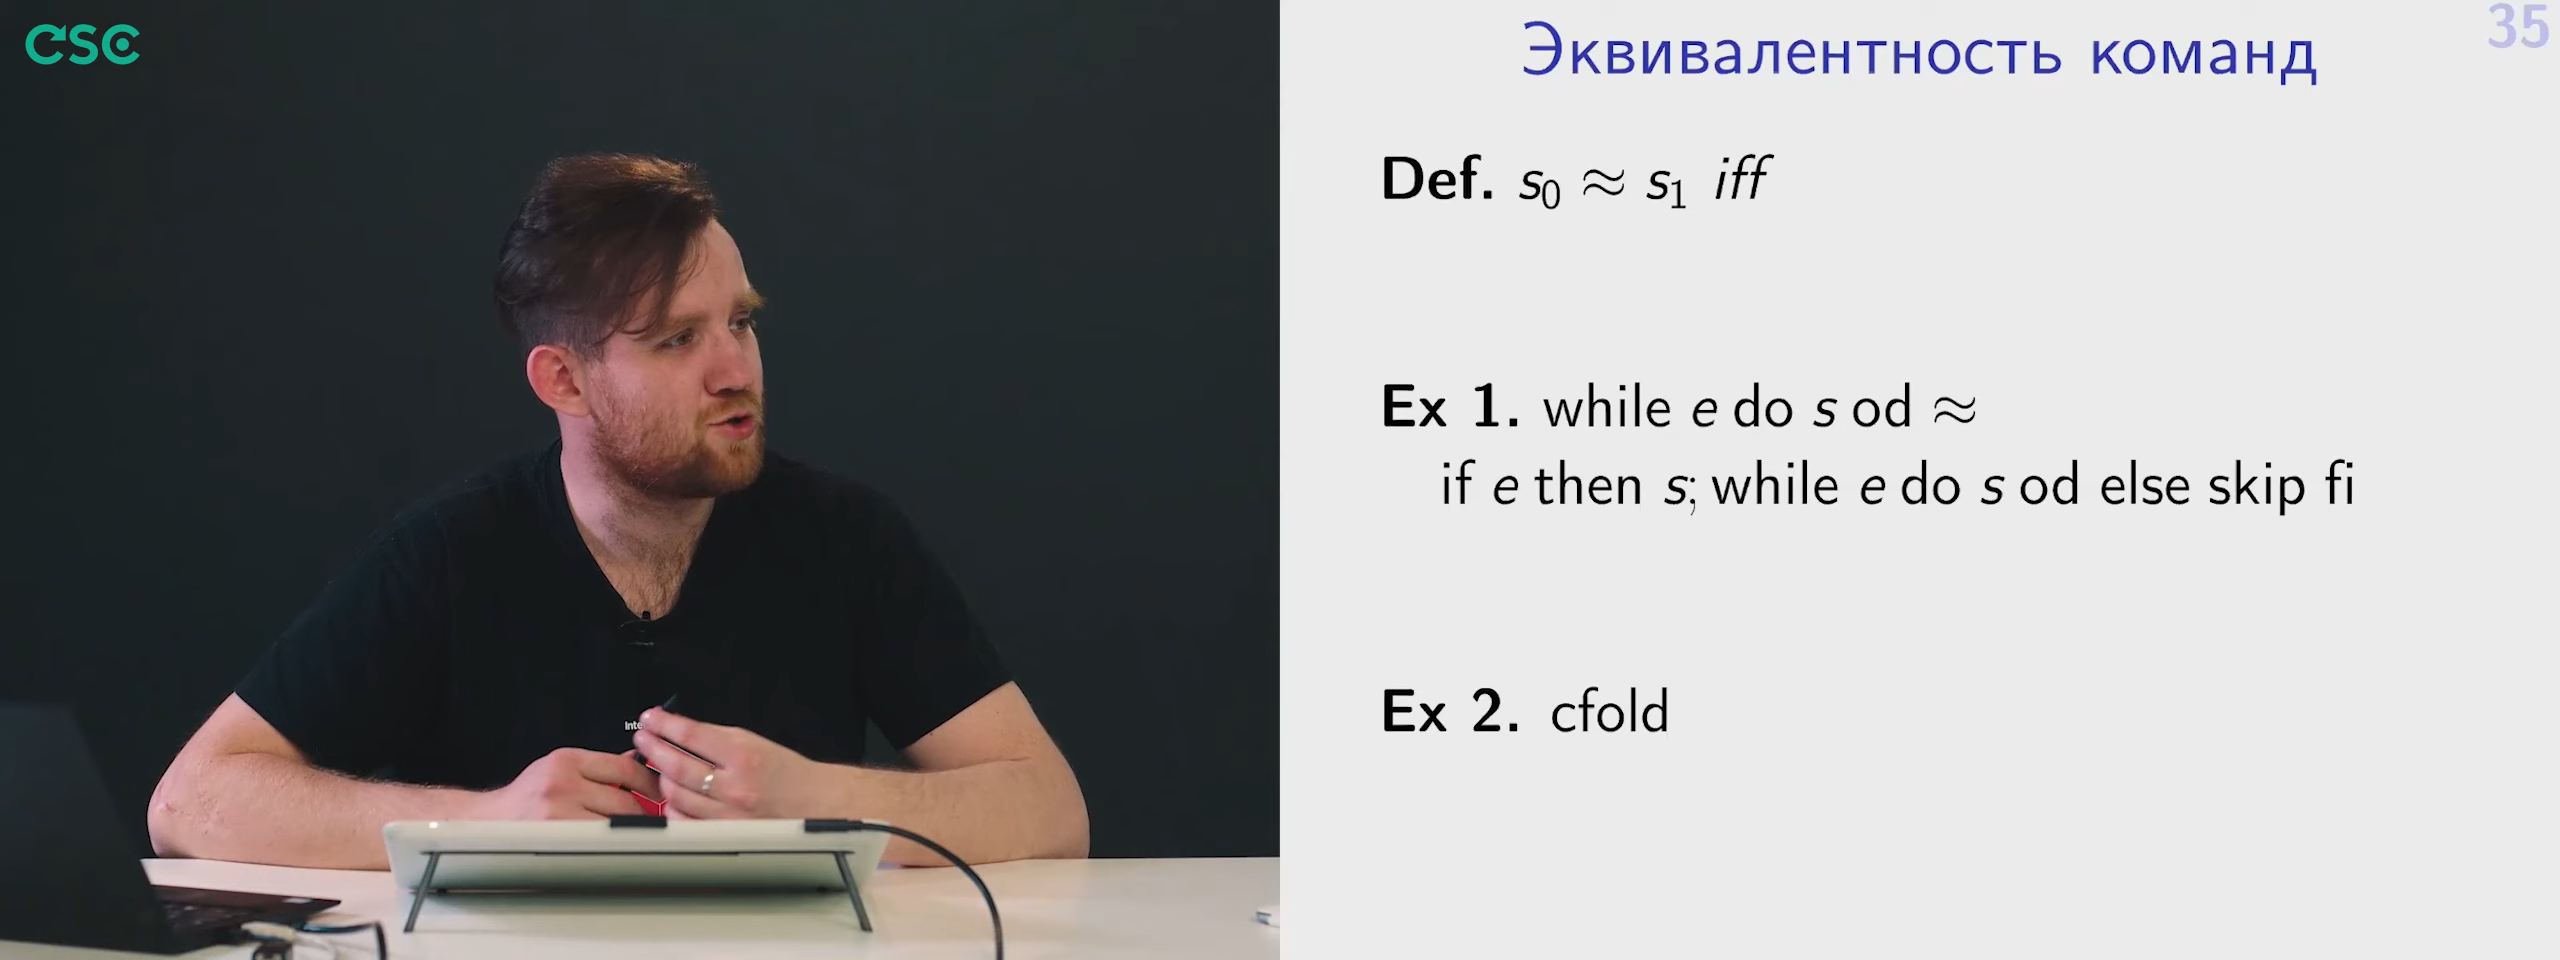 CSC
Эквивалентность команд
35
Def. s₀ ≈ s₁ iff
Ex 1. while e do s od ≈
if e then s; while e do s od else skip fi
Ex 2. cfold
Inte